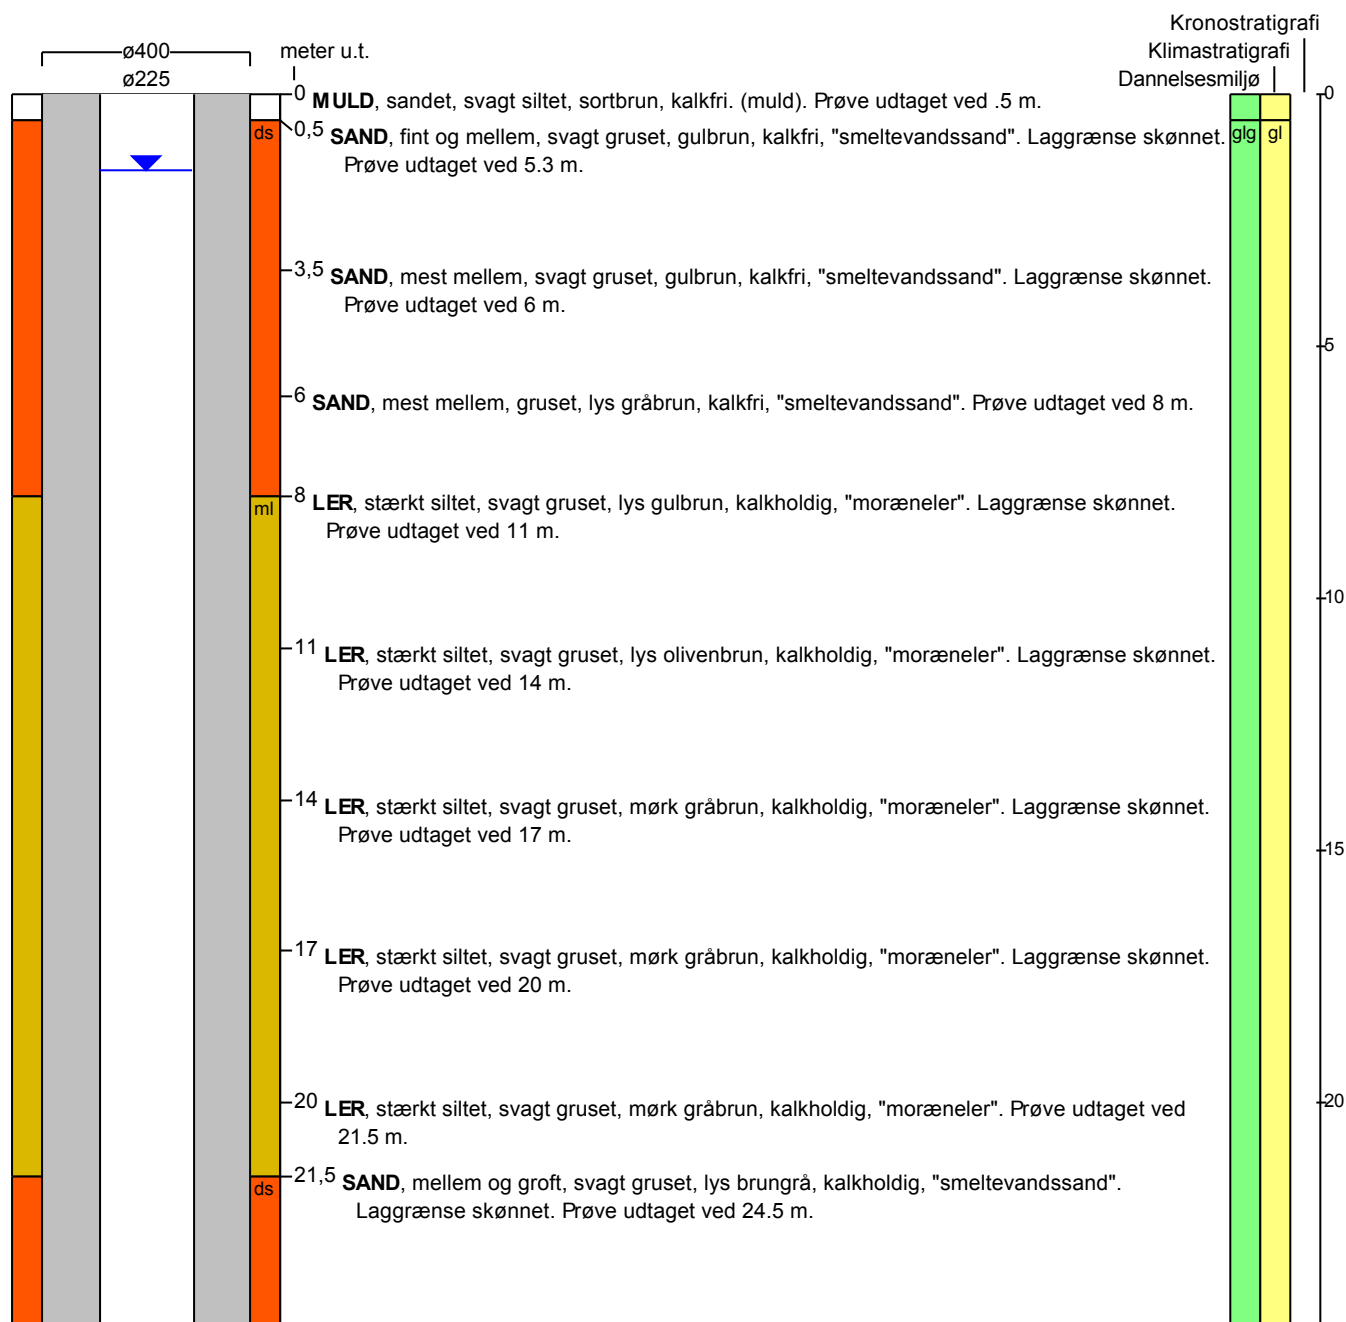 Kronostratigrafi
ø400 meter u.t. Klimastratigrafi
ø225 Dannelsesmiljø
0 MULD, sandet, svagt siltet, sortbrun, kalkfri. (muld). Prøve udtaget ved .5 m. 0
ds 0,5 SAND, fint og mellem, svagt gruset, gulbrun, kalkfri, "smeltevandssand". Laggrænse skønnet. glg gl
Prøve udtaget ved 5.3 m.
3,5 SAND, mest mellem, svagt gruset, gulbrun, kalkfri, "smeltevandssand". Laggrænse skønnet.
Prøve udtaget ved 6 m.
5
6 SAND, mest mellem, gruset, lys gråbrun, kalkfri, "smeltevandssand". Prøve udtaget ved 8 m.
ml 8 LER, stærkt siltet, svagt gruset, lys gulbrun, kalkholdig, "moræneler". Laggrænse skønnet.
Prøve udtaget ved 11 m.
10
11 LER, stærkt siltet, svagt gruset, lys olivenbrun, kalkholdig, "moræneler". Laggrænse skønnet.
Prøve udtaget ved 14 m.
14 LER, stærkt siltet, svagt gruset, mørk gråbrun, kalkholdig, "moræneler". Laggrænse skønnet.
Prøve udtaget ved 17 m.
15
17 LER, stærkt siltet, svagt gruset, mørk gråbrun, kalkholdig, "moræneler". Laggrænse skønnet.
Prøve udtaget ved 20 m.
20 LER, stærkt siltet, svagt gruset, mørk gråbrun, kalkholdig, "moræneler". Prøve udtaget ved 20
21.5 m.
ds 21,5 SAND, mellem og groft, svagt gruset, lys brungrå, kalkholdig, "smeltevandssand".
Laggrænse skønnet. Prøve udtaget ved 24.5 m.